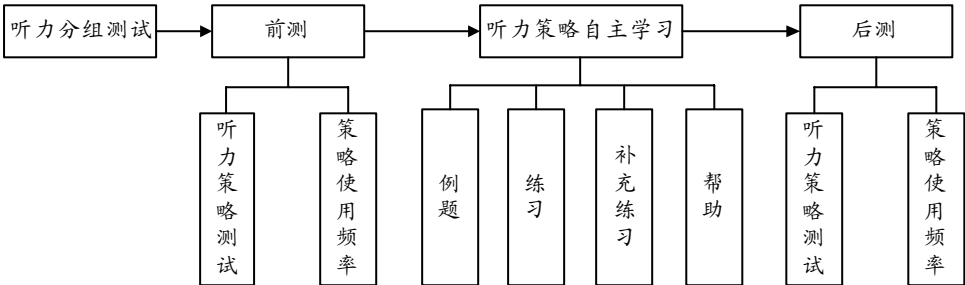 听力分组测试
前测
听力策略自主学习
后测
听力策略测试
策略使用频率
例题
练习
补充练习
帮助
听力策略测试
策略使用频率